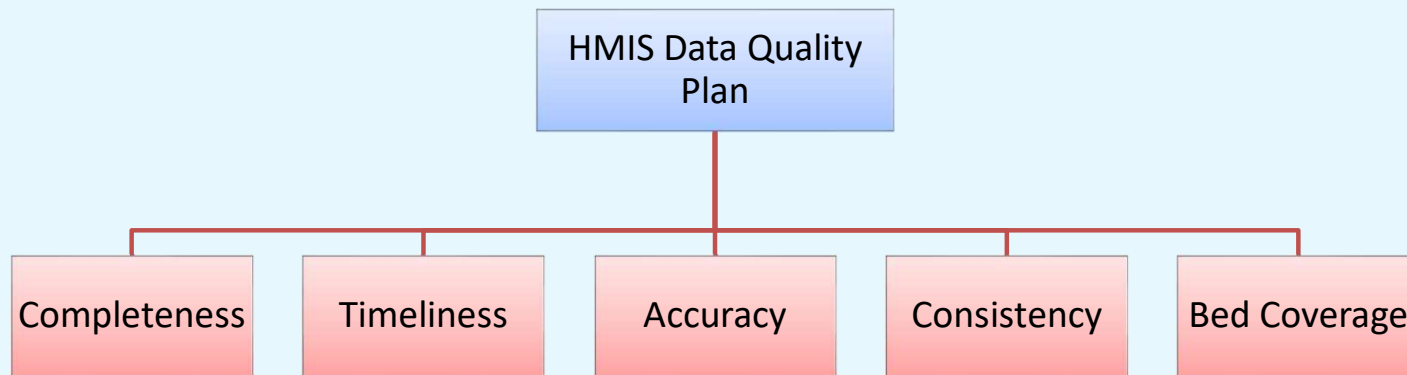 HMIS Data Quality
Plan
Completeness
Timeliness
Accuracy
Consistency
Bed Coverage